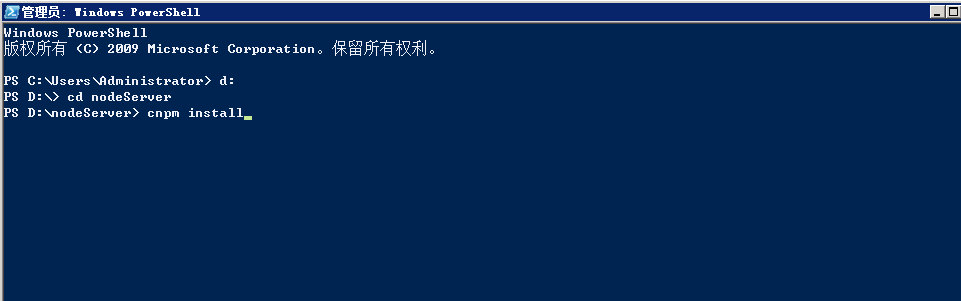 管理员: Windows PowerShell
Windows PowerShell
版权所有 (C) 2009 Microsoft Corporation。保留所有权利。
PS C:\Users\Administrator> d:
PS D:\> cd nodeServer
PS D:\nodeServer> cnpm install